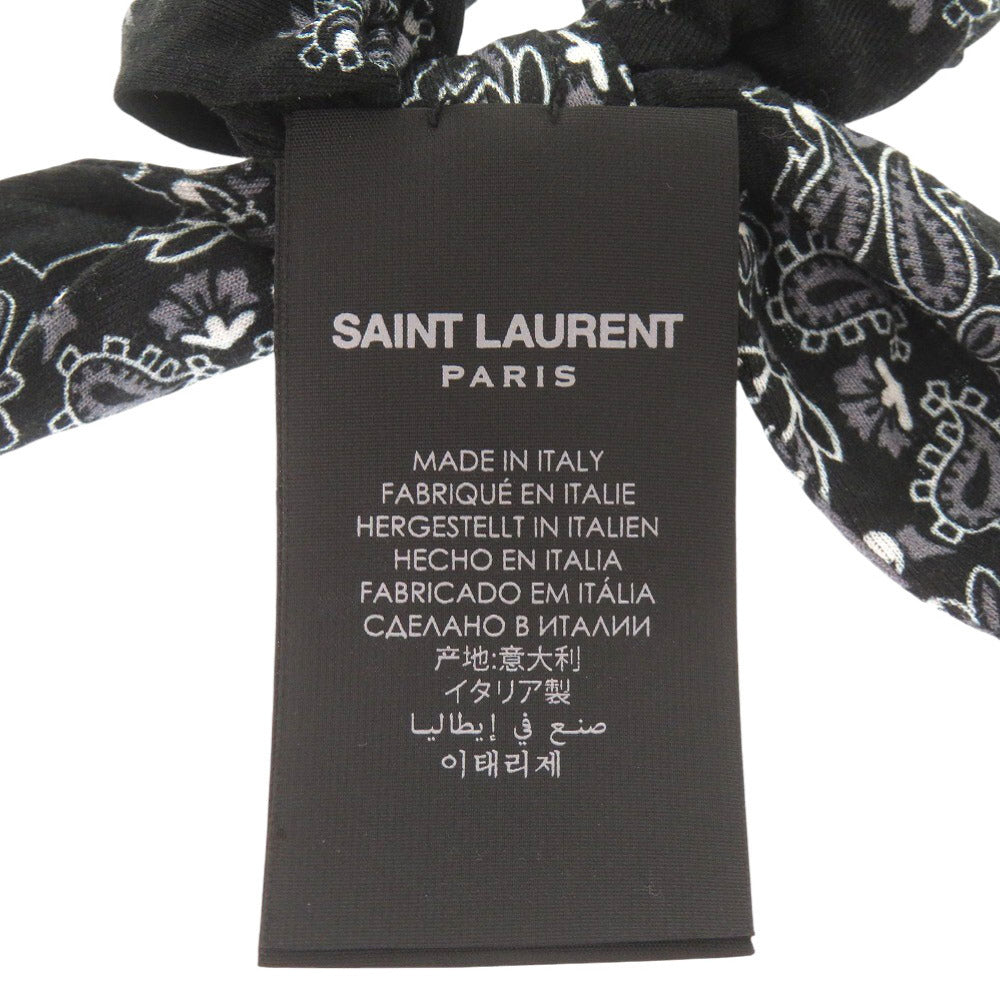 SAINT LAURENT
PARIS
MADE IN ITALY
FABRIQUÉ EN ITALIE
HERGESTELLT IN ITALIEN
HECHO EN ITALIA
FABRICADO EM ITÁLIA
СДЕЛАНО В ИТАЛИИ
产地:意大利
イタリア製
صنع في إيطاليا
이태리제